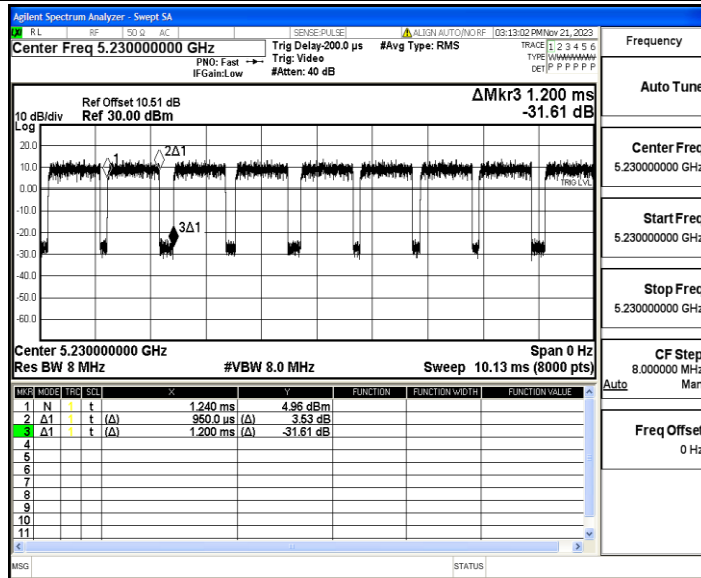 Agilent Spectrum Analyzer - Swept SA
RL RF 50 Ω AC SENSE:PULSE ALIGN AUTO/NO RF 03:13:02 PM Nov 21, 2023
Center Freq 5.230000000 GHz
PNO: Fast
IFGain:Low
Trig Delay-200.0 µs
Trig: Video
#Atten: 40 dB
#Avg Type: RMS
TRACE 1 2 3 4 5 6
TYPE WWWWWW
DET P P P P P P
Frequency
Auto Tune
ΔMkr3 1.200 ms
-31.61 dB
Ref Offset 10.51 dB
10 dB/div Ref 30.00 dBm
Log
20.0
10.0
0.00
-10.0
-20.0
-30.0
-40.0
-50.0
-60.0
1
2Δ1
3Δ1
TRIG LVL
Center Freq
5.230000000 GHz
Start Freq
5.230000000 GHz
Stop Freq
5.230000000 GHz
CF Step
8.000000 MHz
Auto Man
Freq Offset
0 Hz
Center 5.230000000 GHz Span 0 Hz
Res BW 8 MHz #VBW 8.0 MHz Sweep 10.13 ms (8000 pts)
MKR MODE TRC SCL X Y FUNCTION FUNCTION WIDTH FUNCTION VALUE
1 N 1 t 1.240 ms 4.96 dBm
2 Δ1 1 t (Δ) 950.0 µs (Δ) 3.53 dB
3 Δ1 1 t (Δ) 1.200 ms (Δ) -31.61 dB
4
5
6
7
8
9
10
11
MSG STATUS